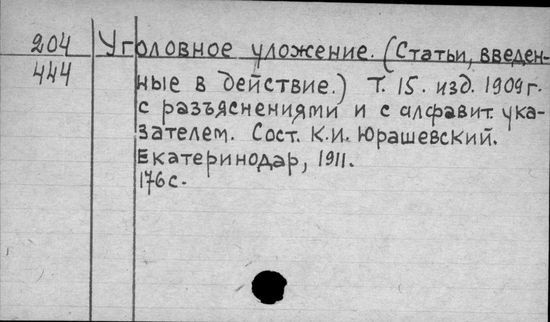 204 Уголовное уложение. (Статьи, введен-
444 ные в действие.) Т. 15. изд. 1909 г.
с разъяснениями и с алфавит. ука-
зателем. Сост. К.И. Юрашевский.
Екатеринодар, 1911.
176 с.